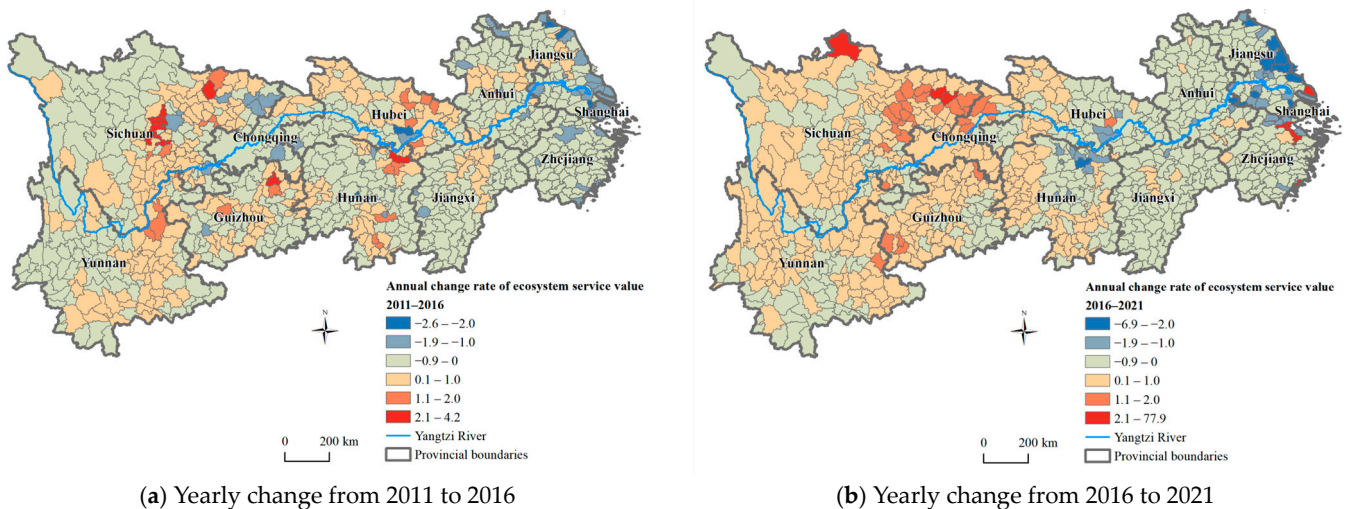 Jiangsu
Anhui
Shanghai
Hubei
Sichuan
Chongqing
Zhejiang
Hunan
Jiangxi
Guizhou
Yunnan
N
Annual change rate of ecosystem service value
2011–2016
−2.6 – −2.0
−1.9 – −1.0
−0.9 – 0
0.1 – 1.0
1.1 – 2.0
2.1 – 4.2
Yangtzi River
Provincial boundaries
0 200 km
(a) Yearly change from 2011 to 2016
Jiangsu
Anhui
Shanghai
Hubei
Sichuan
Chongqing
Zhejiang
Hunan
Jiangxi
Guizhou
Yunnan
N
Annual change rate of ecosystem service value
2016–2021
−6.9 – −2.0
−1.9 – −1.0
−0.9 – 0
0.1 – 1.0
1.1 – 2.0
2.1 – 77.9
Yangtzi River
Provincial boundaries
0 200 km
(b) Yearly change from 2016 to 2021